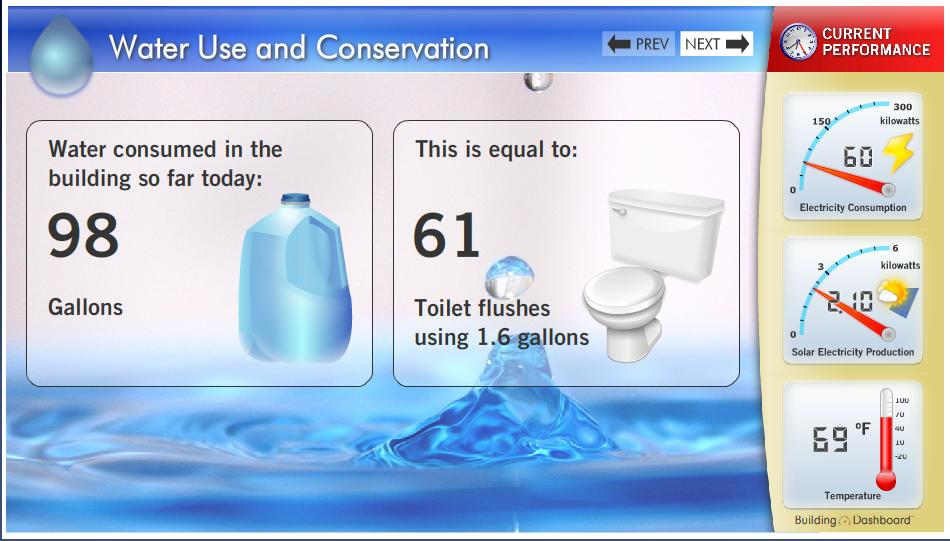 Water Use and Conservation
PREV
NEXT
CURRENT
PERFORMANCE
Water consumed in the
building so far today:
98
Gallons
This is equal to:
61
Toilet flushes
using 1.6 gallons
300
150
kilowatts
60
0
Electricity Consumption
6
3
kilowatts
2.10
0
Solar Electricity Production
100
70
69 °F
40
10
-20
Temperature
Building Dashboard™